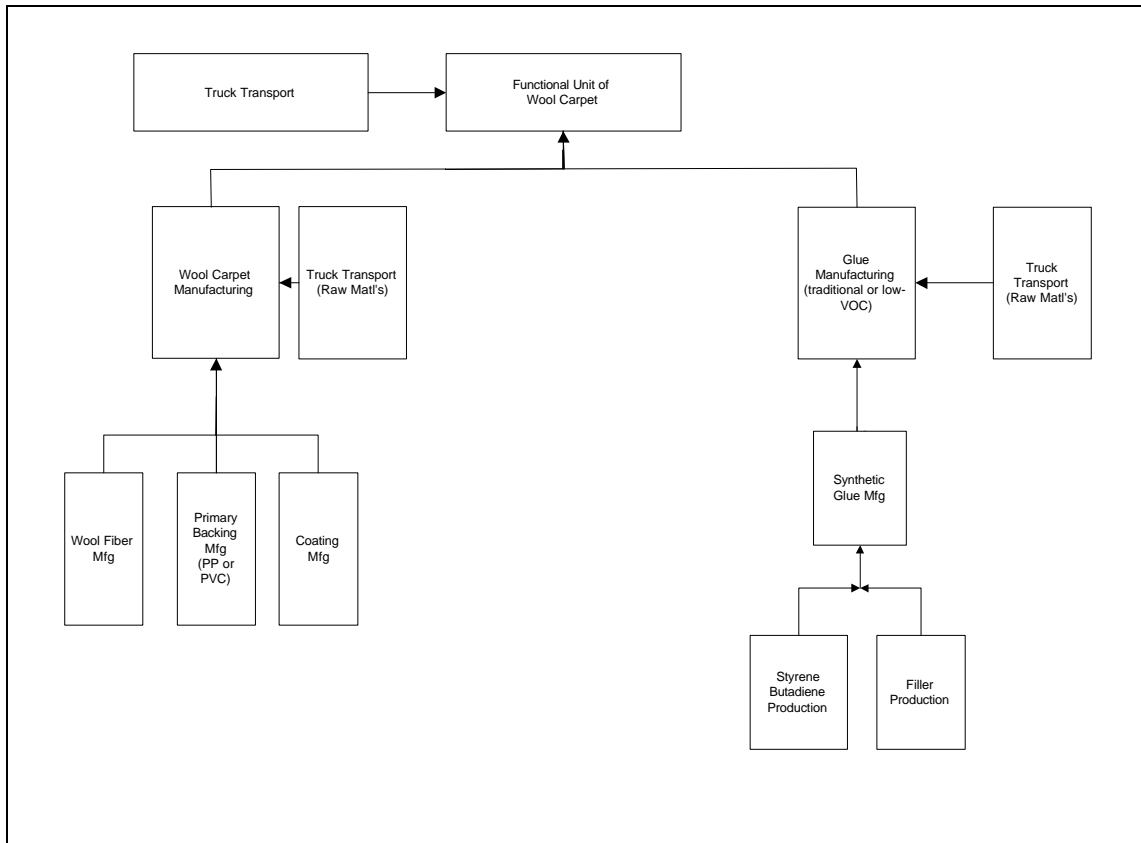 Truck Transport
Functional Unit of
Wool Carpet
Wool Carpet
Manufacturing
Truck Transport
(Raw Matl's)
Glue
Manufacturing
(traditional or low-
VOC)
Truck
Transport
(Raw Matl's)
Synthetic
Glue Mfg
Wool Fiber
Mfg
Primary
Backing
Mfg
(PP or
PVC)
Coating
Mfg
Styrene
Butadiene
Production
Filler
Production